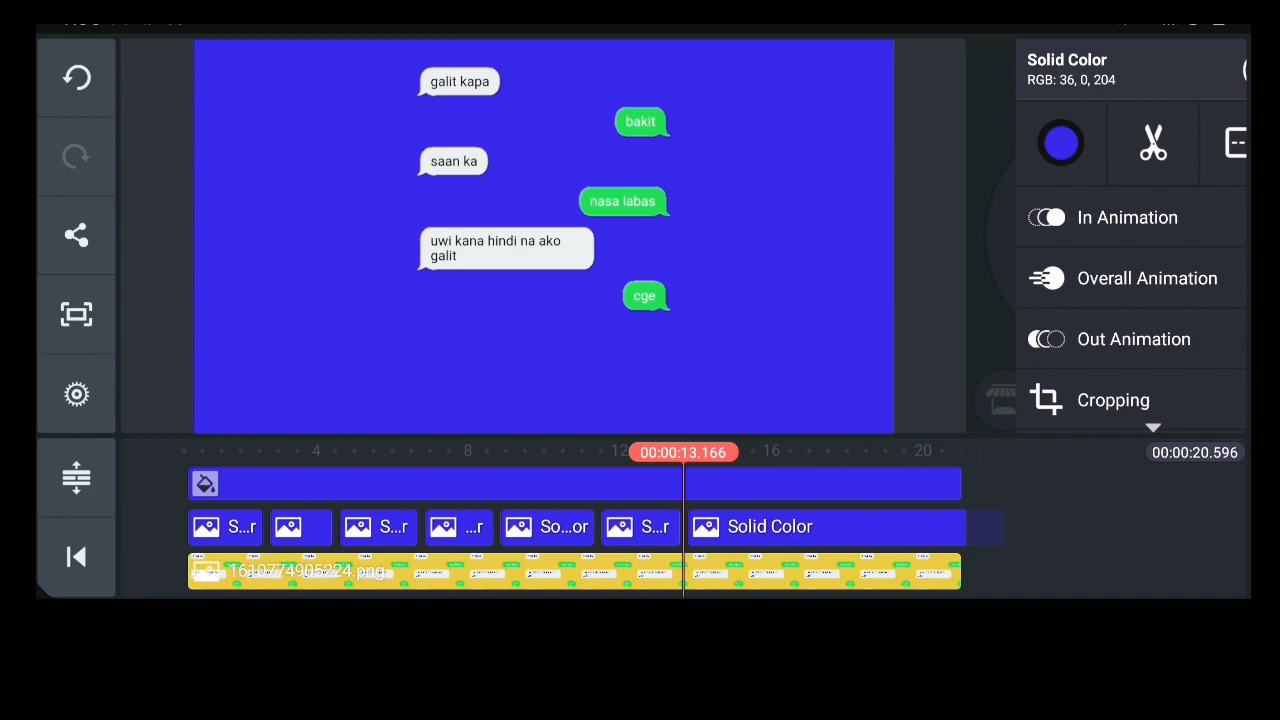 Solid Color
RGB: 36, 0, 204
galit kapa
bakit
saan ka
nasa labas
uwi kana hindi na ako
galit
cge
In Animation
Overall Animation
Out Animation
Cropping
4
8
12
00:00:13.166
16
20
00:00:20.596
S...r
S...r
...r
So...or
S...r
Solid Color
1610774905224.png